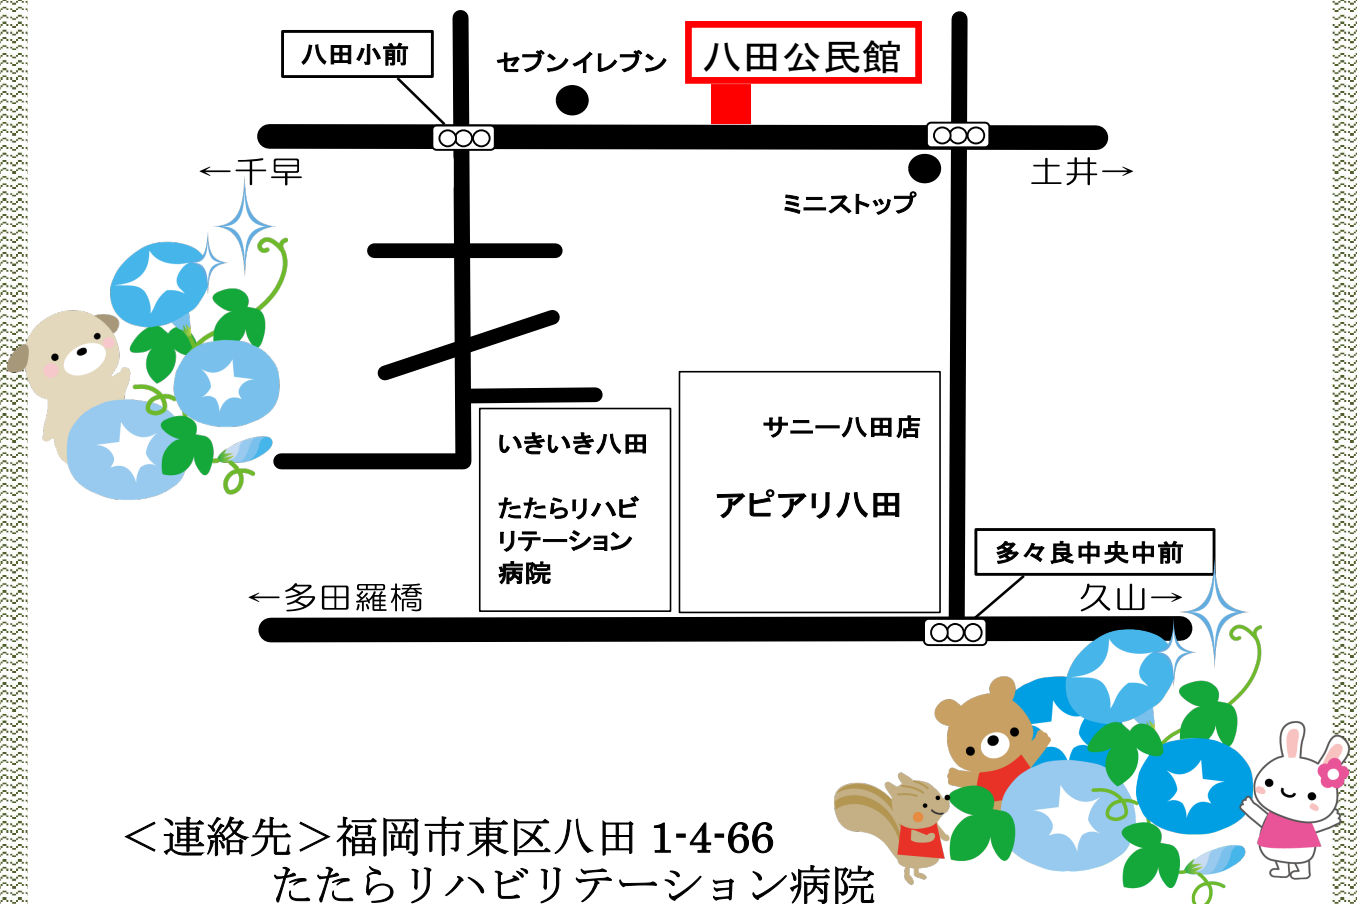 八田小前
セブンイレブン
八田公民館
←千早
土井→
ミニストップ
サニー八田店
アピアリ八田
いきいき八田
たたらリハビ
リテーション
病院
多々良中央中前
←多田羅橋
久山→
＜連絡先＞福岡市東区八田 1-4-66
たたらリハビリテーション病院